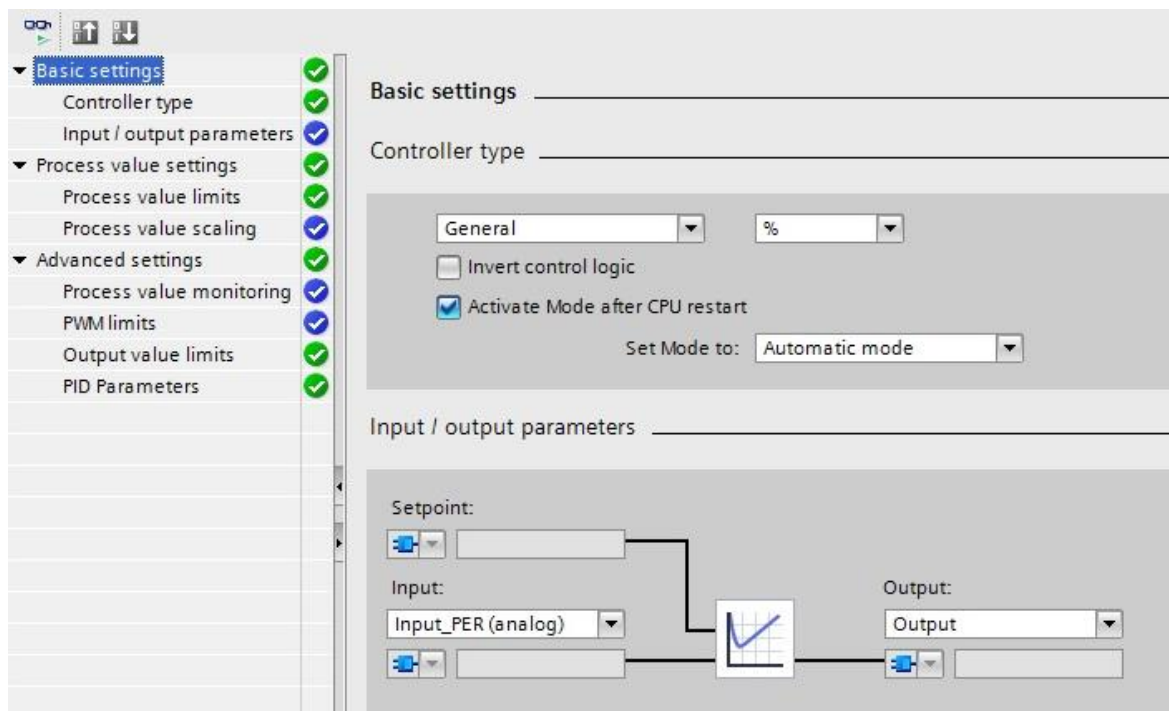 Basic settings
Controller type
Input / output parameters
Process value settings
Process value limits
Process value scaling
Advanced settings
Process value monitoring
PWM limits
Output value limits
PID Parameters
Basic settings
Controller type
General %
Invert control logic
Activate Mode after CPU restart
Set Mode to: Automatic mode
Input / output parameters
Setpoint:
Input: Output:
Input_PER (analog) Output